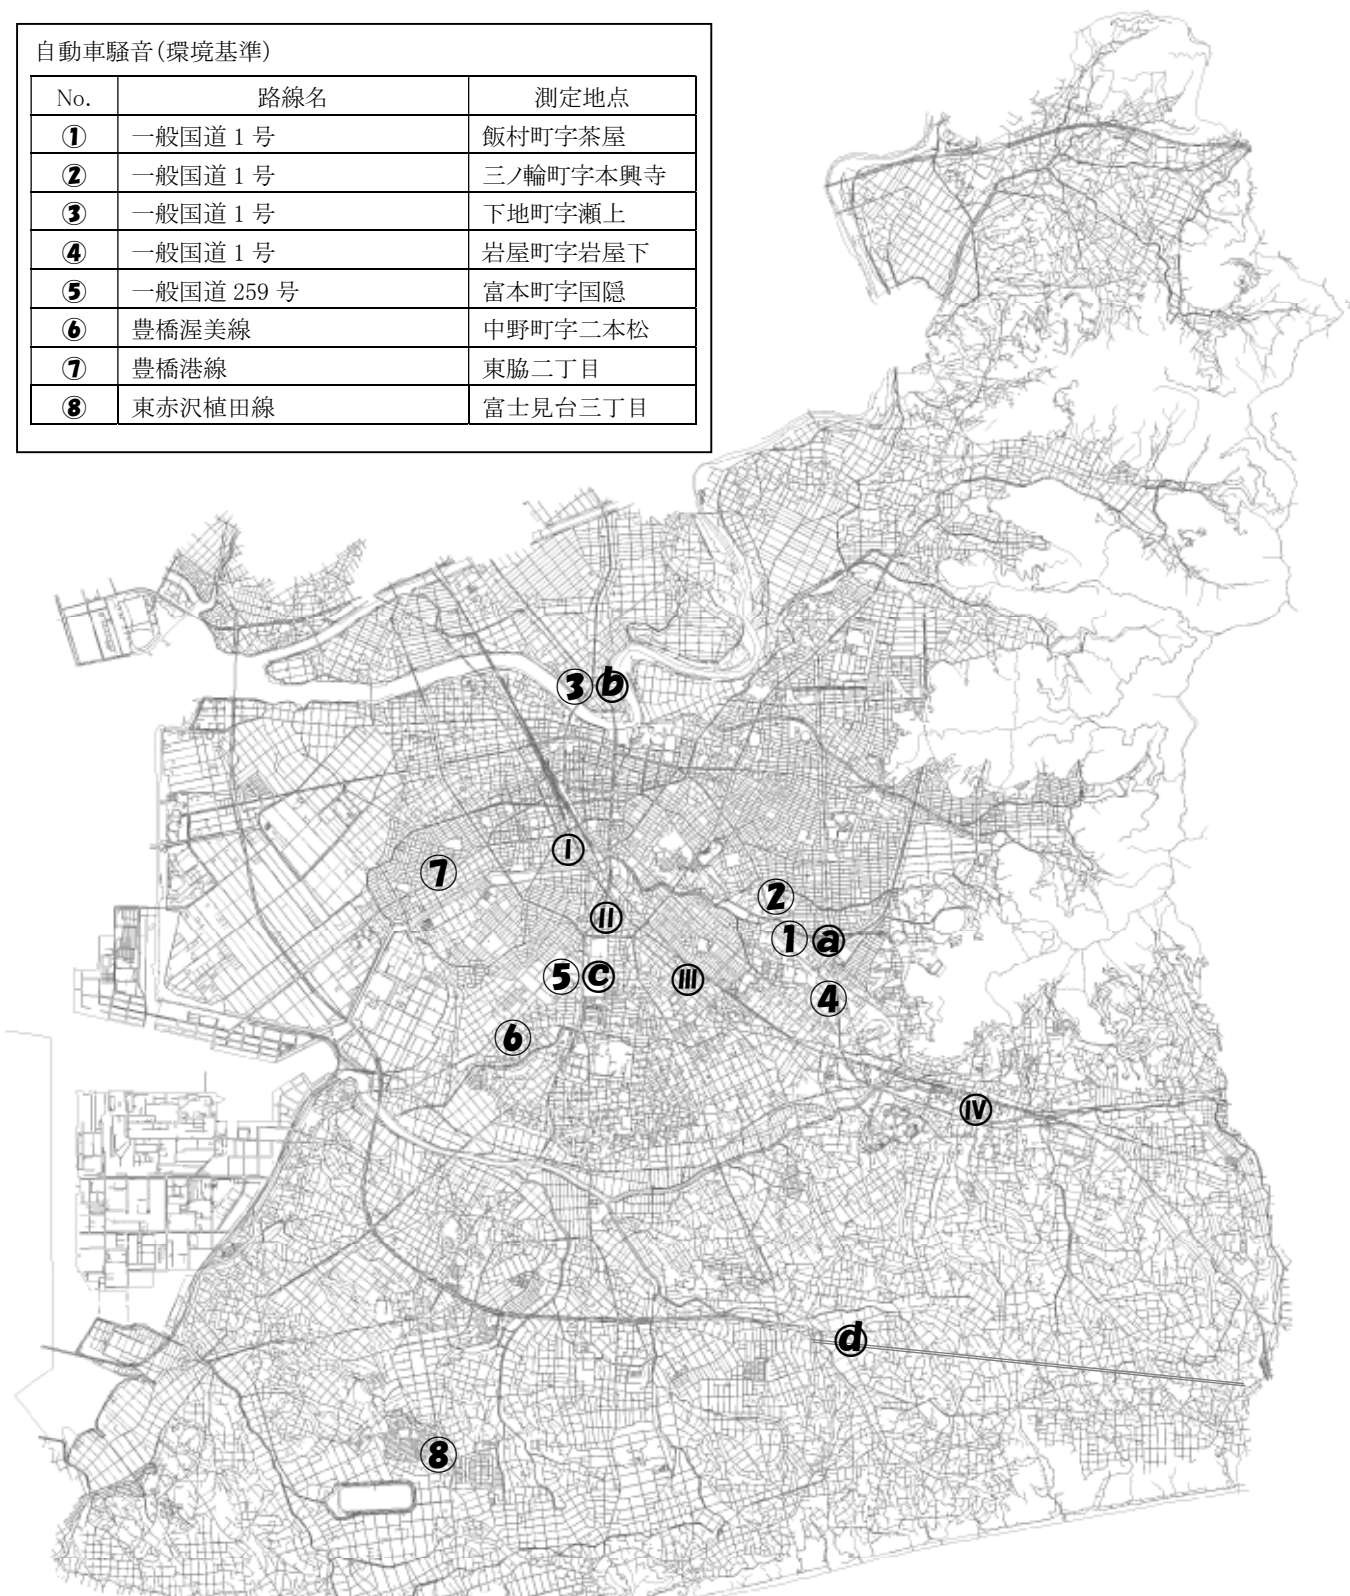 自動車騒音(環境基準)
No. 路線名 測定地点
① 一般国道 1 号 飯村町字茶屋
② 一般国道 1 号 三ノ輪町字本興寺
③ 一般国道 1 号 下地町字瀬上
④ 一般国道 1 号 岩屋町字岩屋下
⑤ 一般国道 259 号 富本町字国隠
⑥ 豊橋渥美線 中野町字二本松
⑦ 豊橋港線 東脇二丁目
⑧ 東赤沢植田線 富士見台三丁目
③ ⓑ
Ⅰ
⑦
②
Ⅱ
① ⓐ
⑤ ⓒ
Ⅲ
④
⑥
Ⅳ
ⓓ
⑧